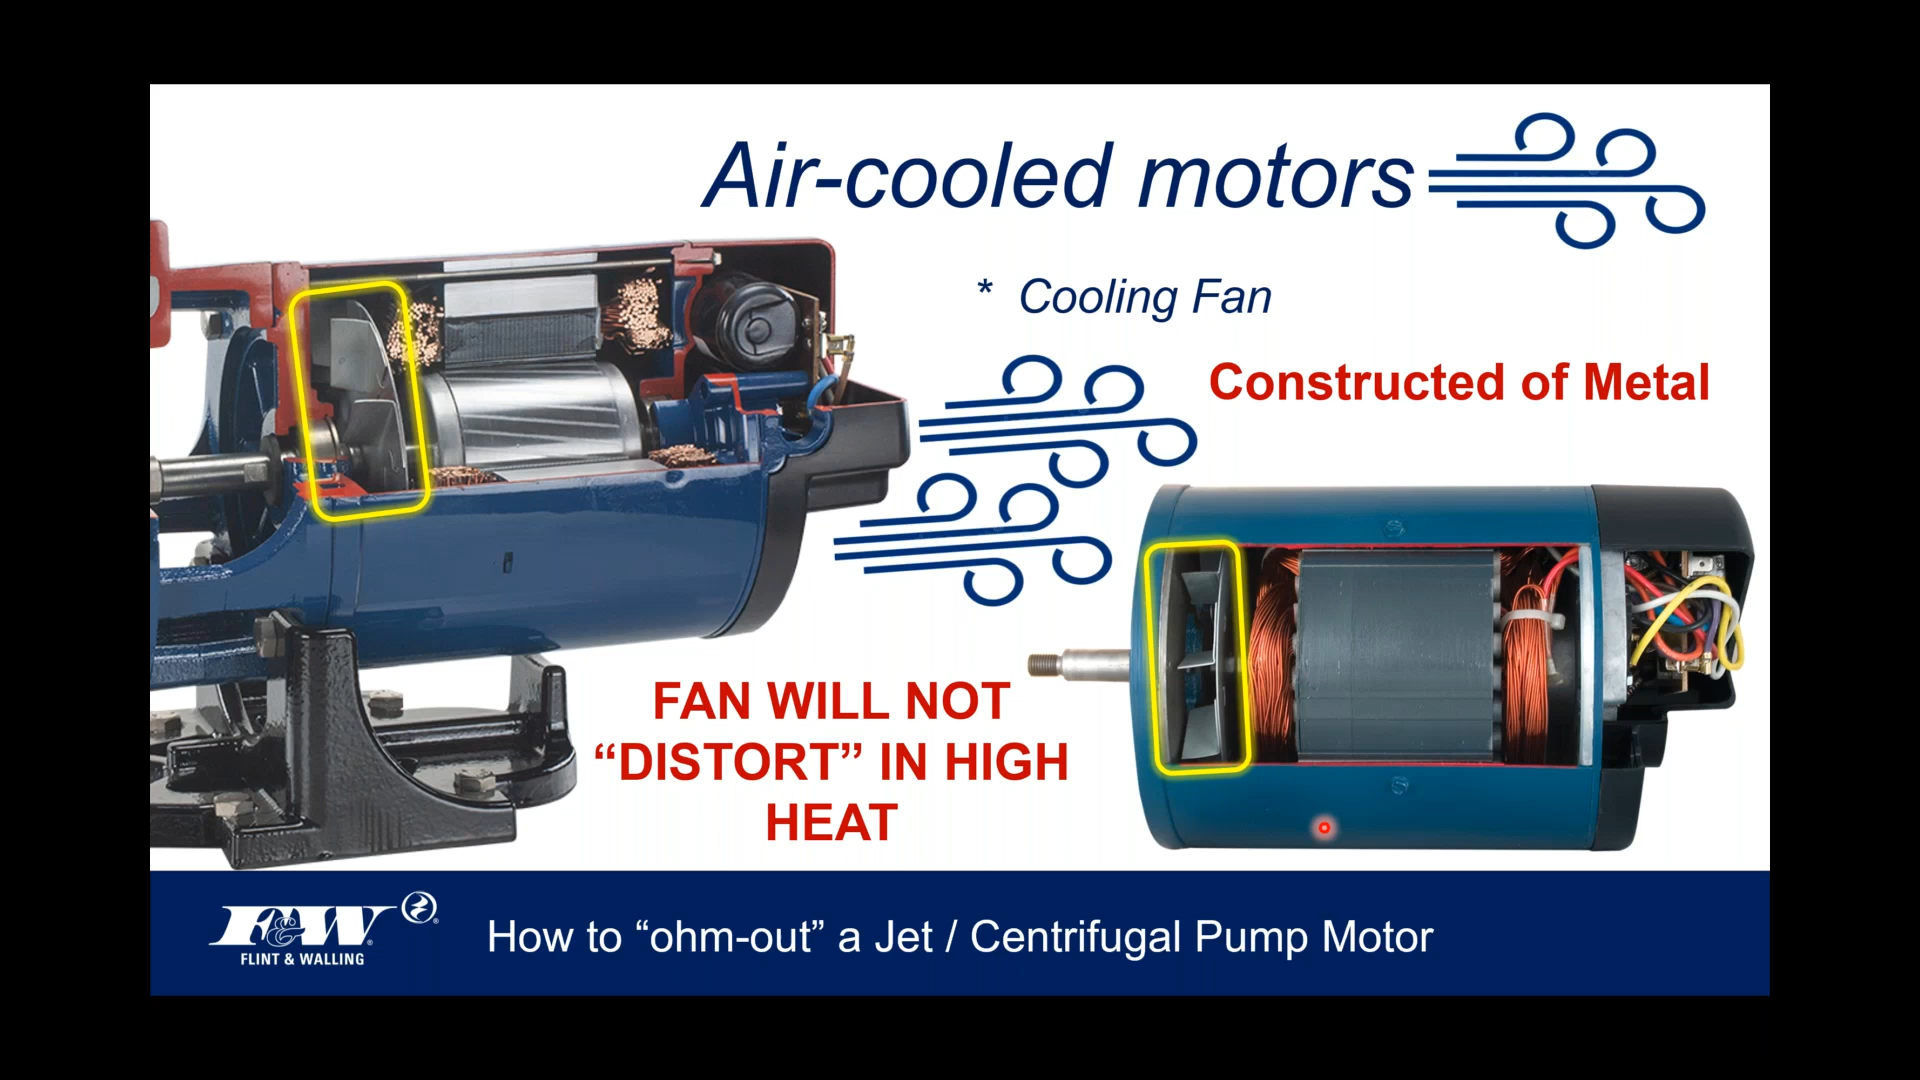 Air-cooled motors
* Cooling Fan
Constructed of Metal
FAN WILL NOT
“DISTORT” IN HIGH
HEAT
F&W
FLINT & WALLING
How to “ohm-out” a Jet / Centrifugal Pump Motor